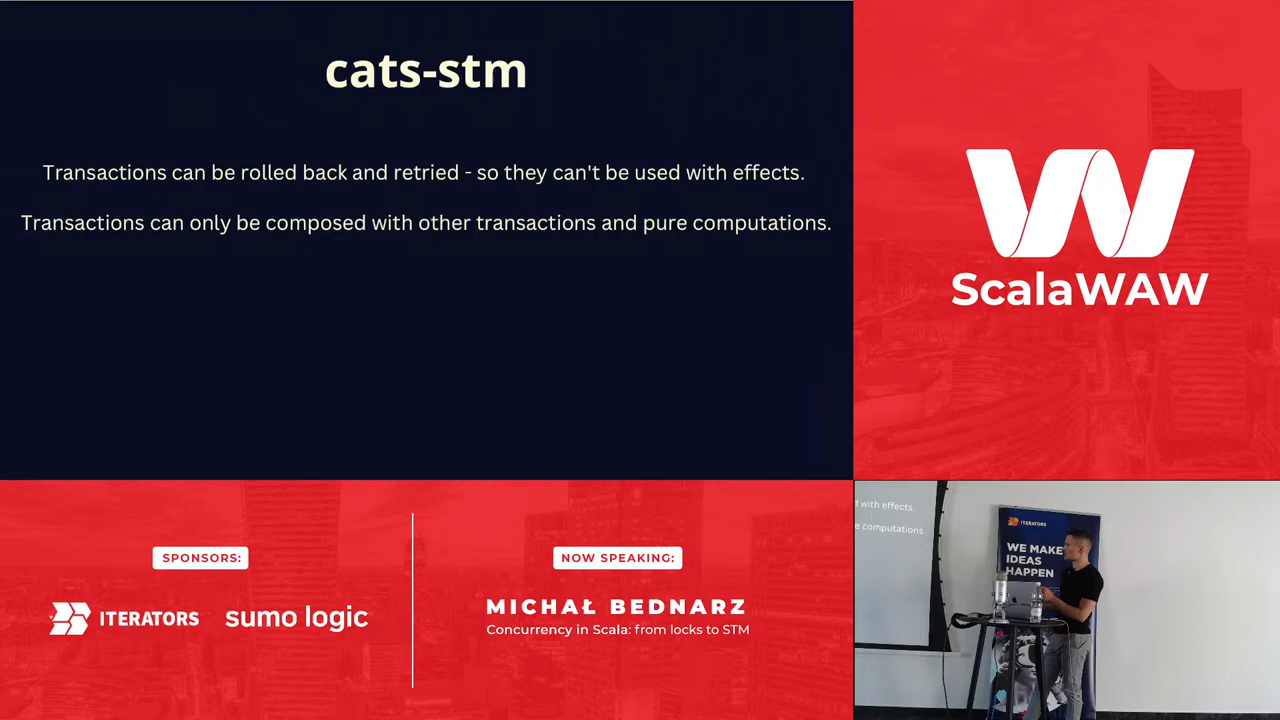 cats-stm
Transactions can be rolled back and retried - so they can't be used with effects.
Transactions can only be composed with other transactions and pure computations.
ScalaWAW
SPONSORS:
ITERATORS
sumo logic
NOW SPEAKING:
MICHAŁ BEDNARZ
Concurrency in Scala: from locks to STM
with effects.
computations
ITERATORS
WE MAKE
IDEAS
HAPPEN